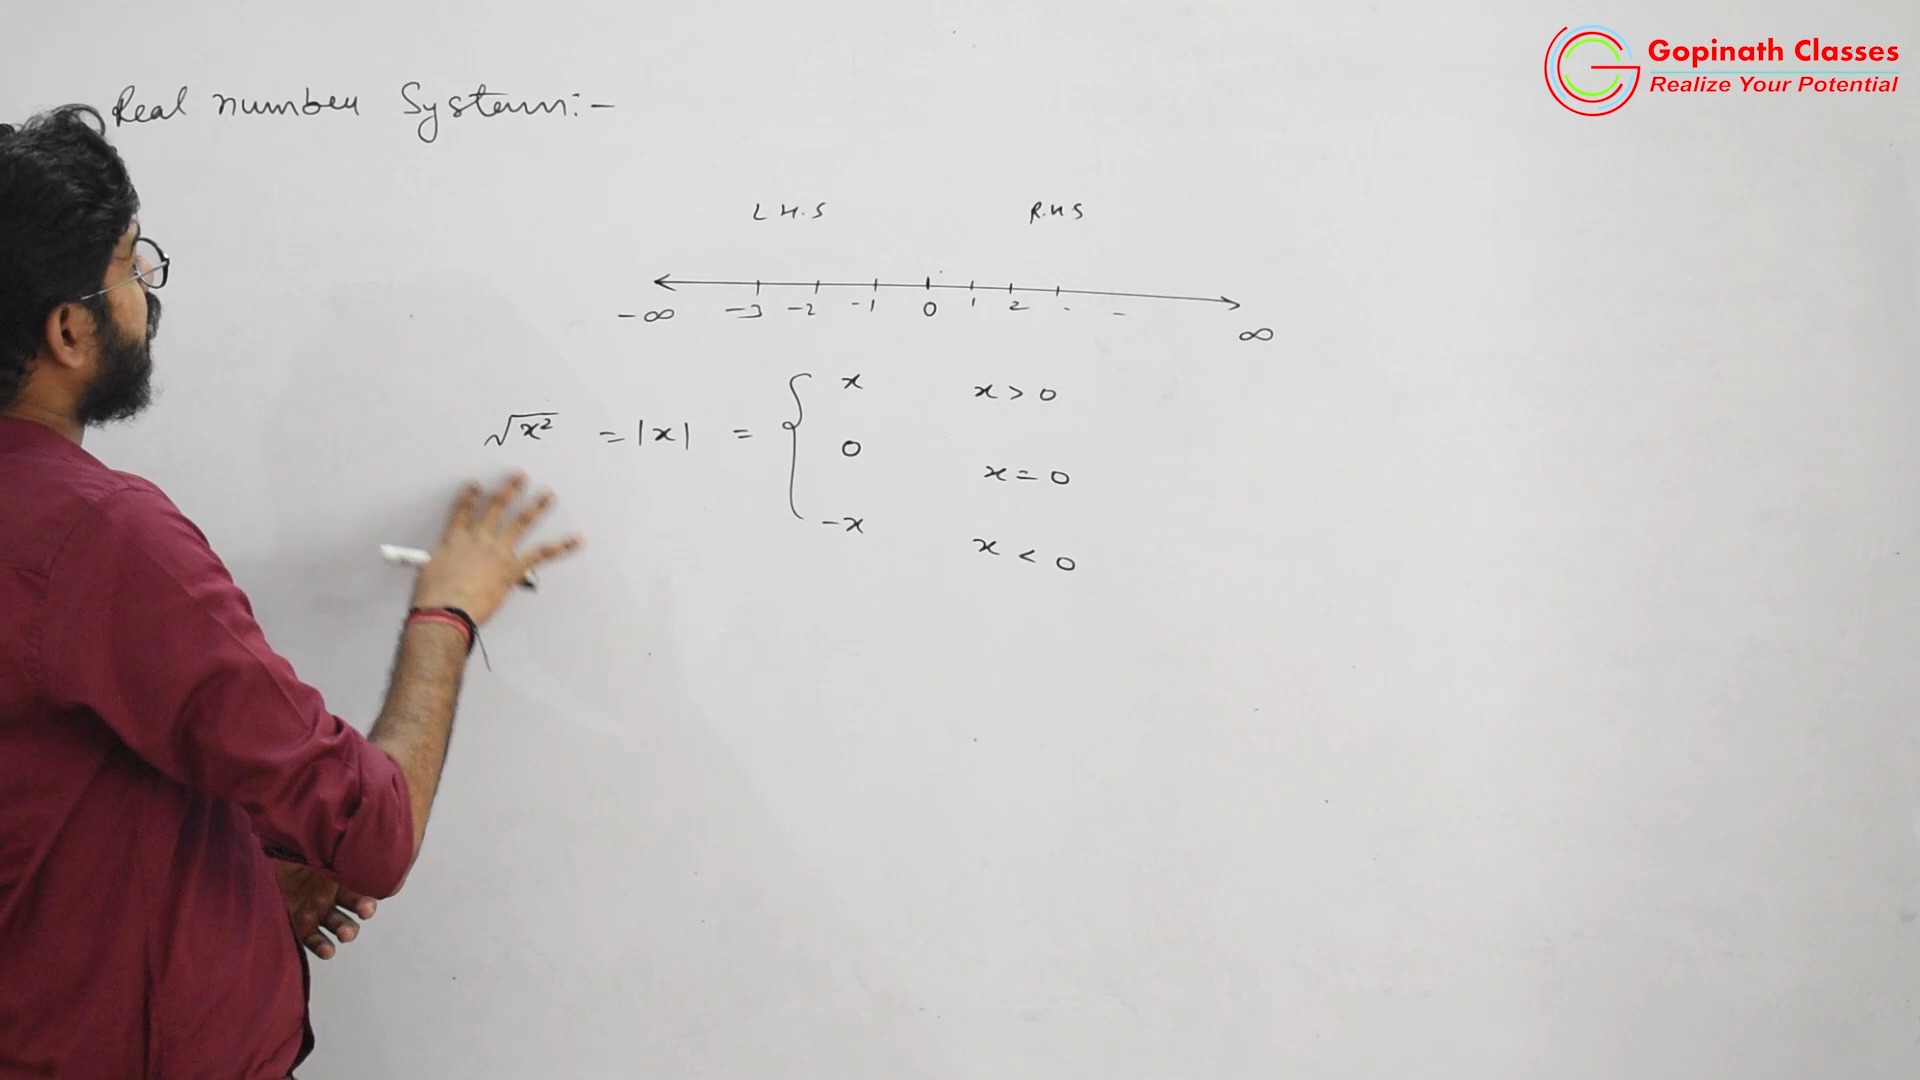 Gopinath Classes
Realize Your Potential
Real number System:-
L H.S R.H S
-∞ -3 -2 -1 0 1 2 - - ∞
√x² = |x| = { x x > 0
0 x = 0
-x x < 0